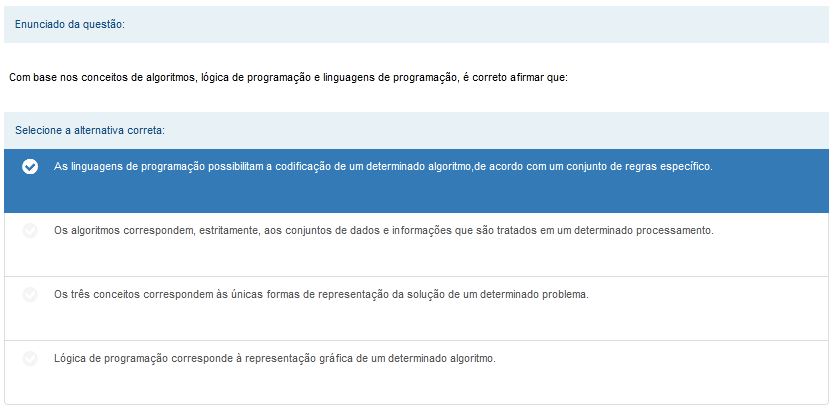 Enunciado da questão:
Com base nos conceitos de algoritmos, lógica de programação e linguagens de programação, é correto afirmar que:
Selecione a alternativa correta:
As linguagens de programação possibilitam a codificação de um determinado algoritmo,de acordo com um conjunto de regras específico.
Os algoritmos correspondem, estritamente, aos conjuntos de dados e informações que são tratados em um determinado processamento.
Os três conceitos correspondem às únicas formas de representação da solução de um determinado problema.
Lógica de programação corresponde à representação gráfica de um determinado algoritmo.